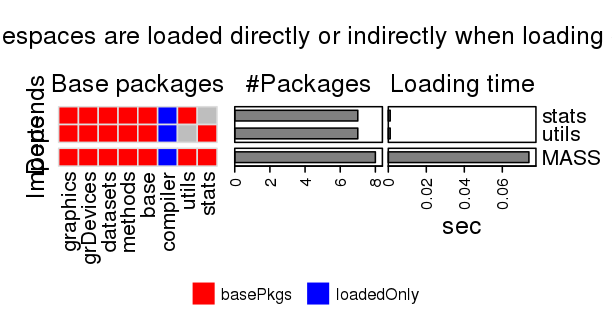 espaces are loaded directly or indirectly when loading
Base packages #Packages Loading time
Depends
Imports
stats
utils
MASS
graphics
grDevices
datasets
methods
base
compiler
utils
stats
0 2 4 6 8
0 0.02 0.04 0.06
sec
basePkgs loadedOnly